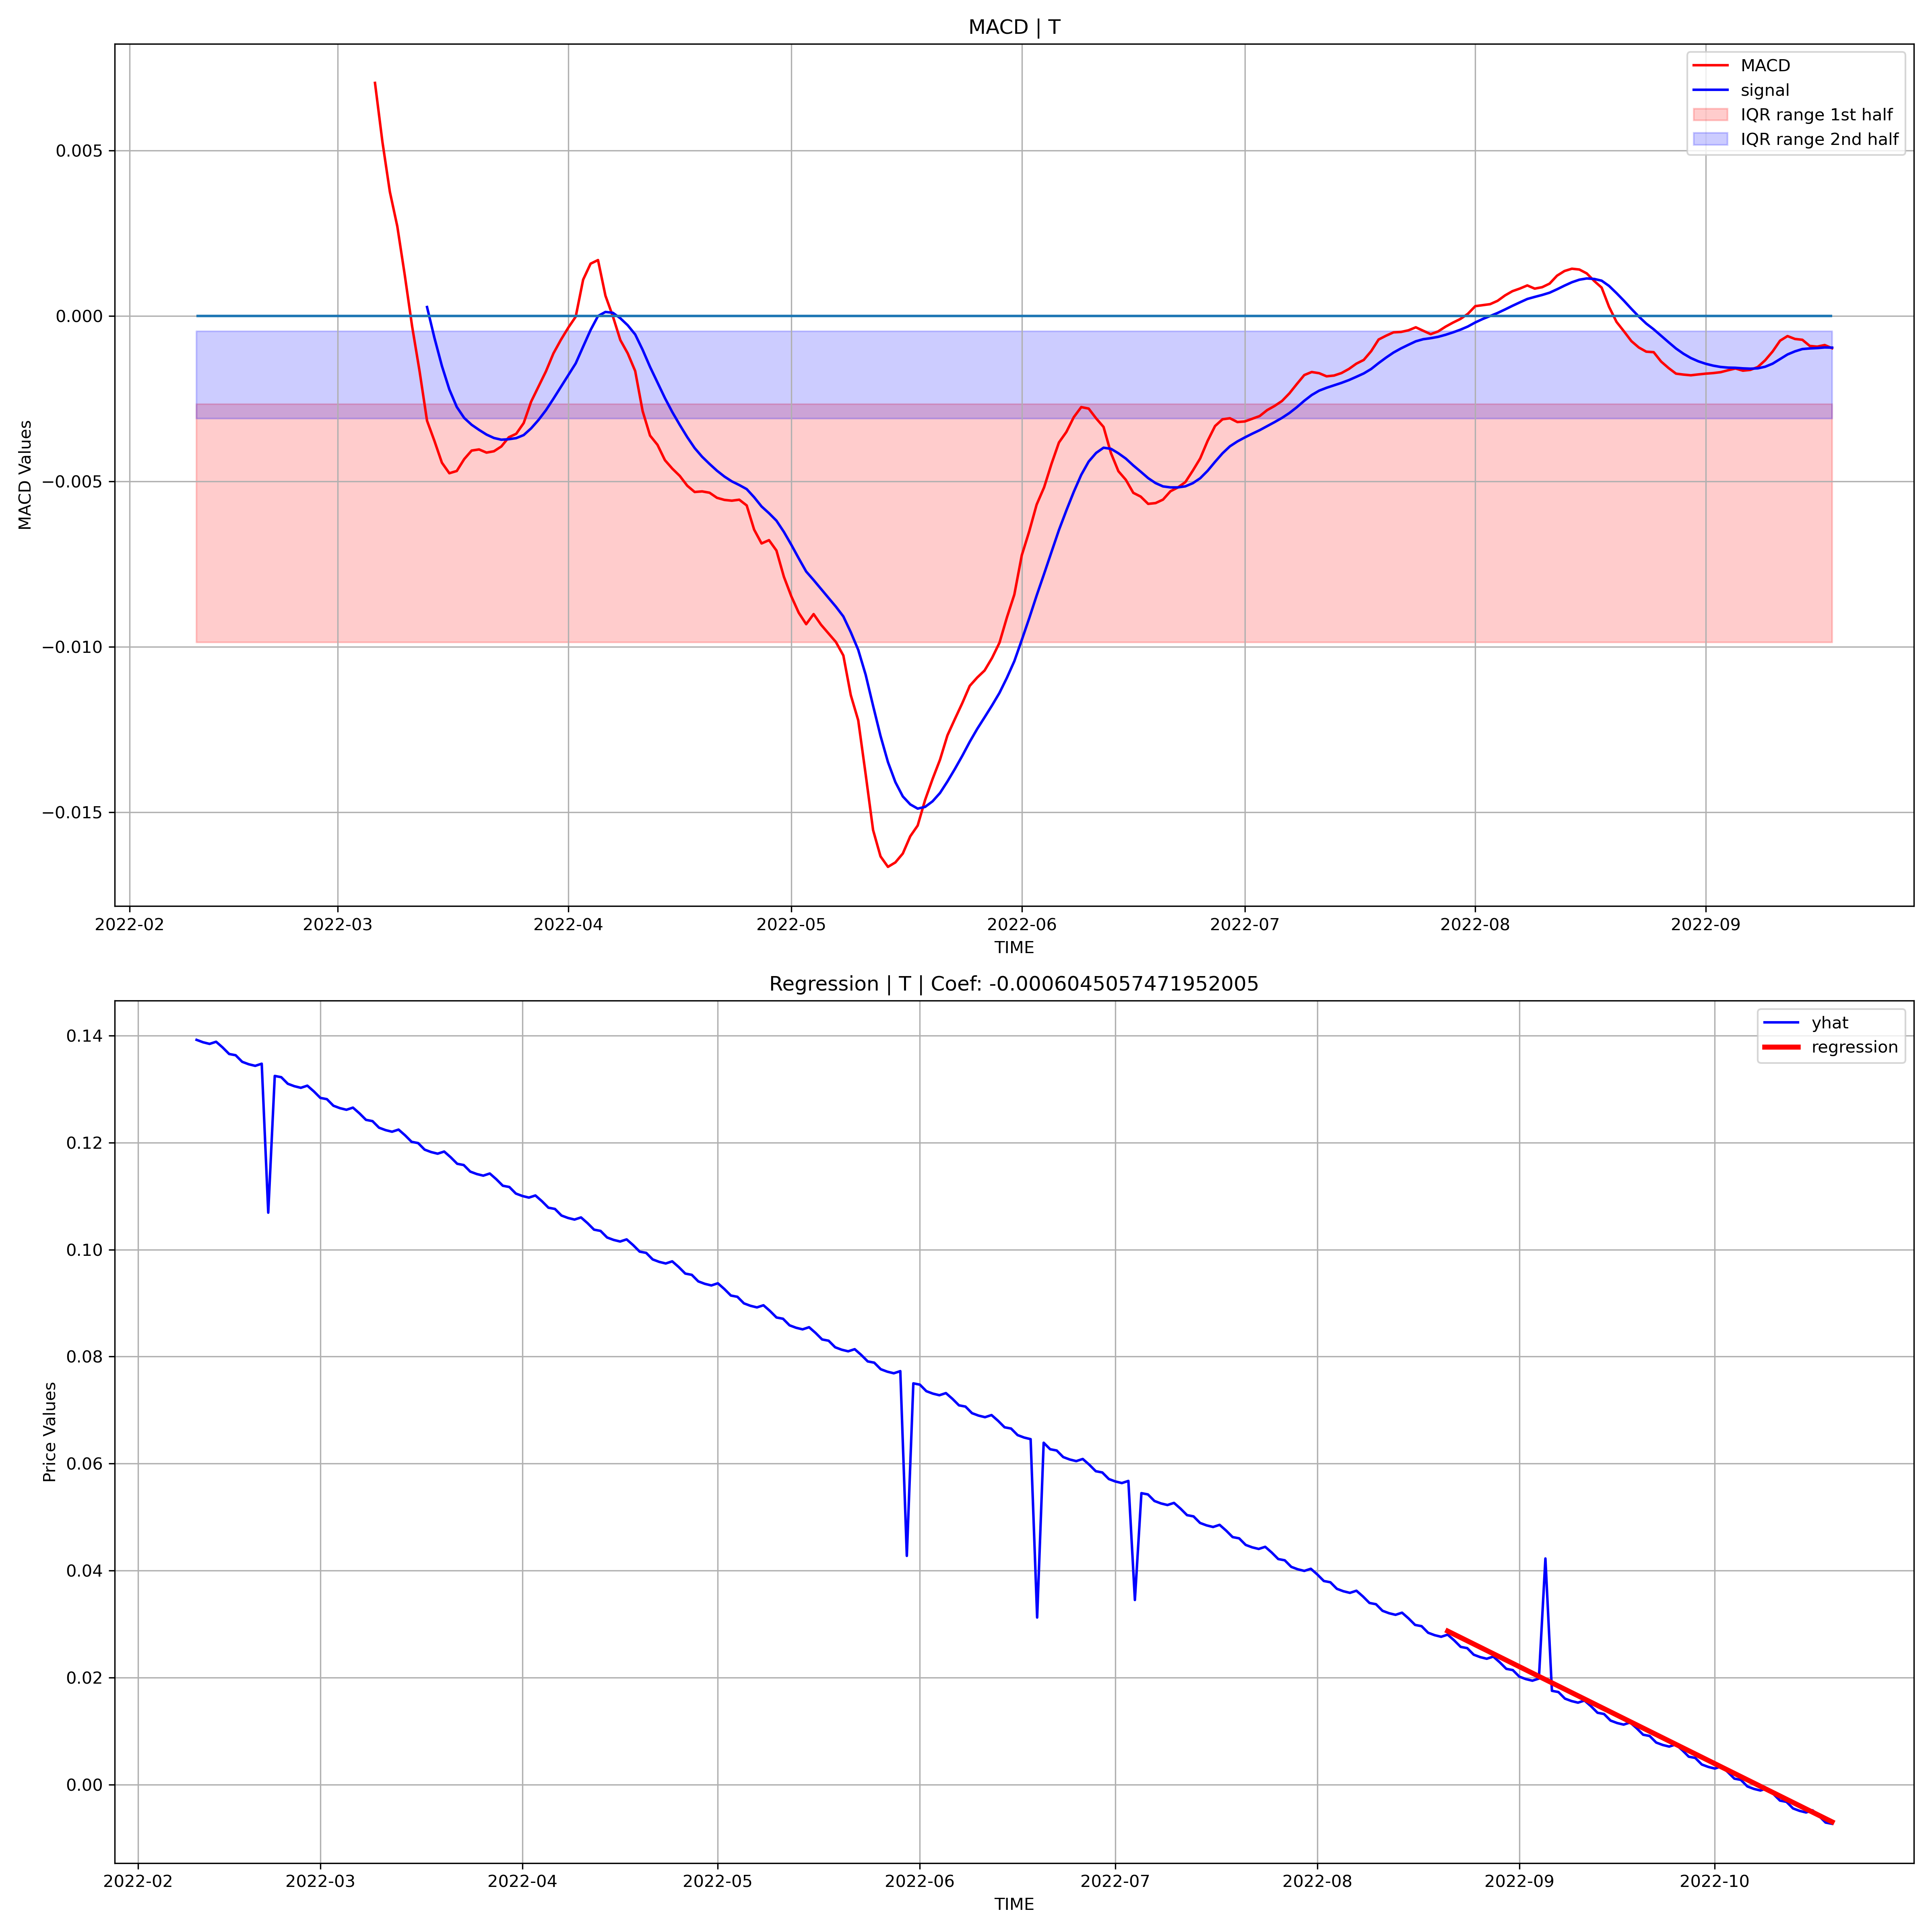 MACD | T
MACD
signal
IQR range 1st half
IQR range 2nd half
0.005
0.000
−0.005
−0.010
−0.015
MACD Values
2022-02 2022-03 2022-04 2022-05 2022-06 2022-07 2022-08 2022-09
TIME
Regression | T | Coef: -0.0006045057471952005
yhat
regression
0.14
0.12
0.10
0.08
0.06
0.04
0.02
0.00
Price Values
2022-02 2022-03 2022-04 2022-05 2022-06 2022-07 2022-08 2022-09 2022-10
TIME